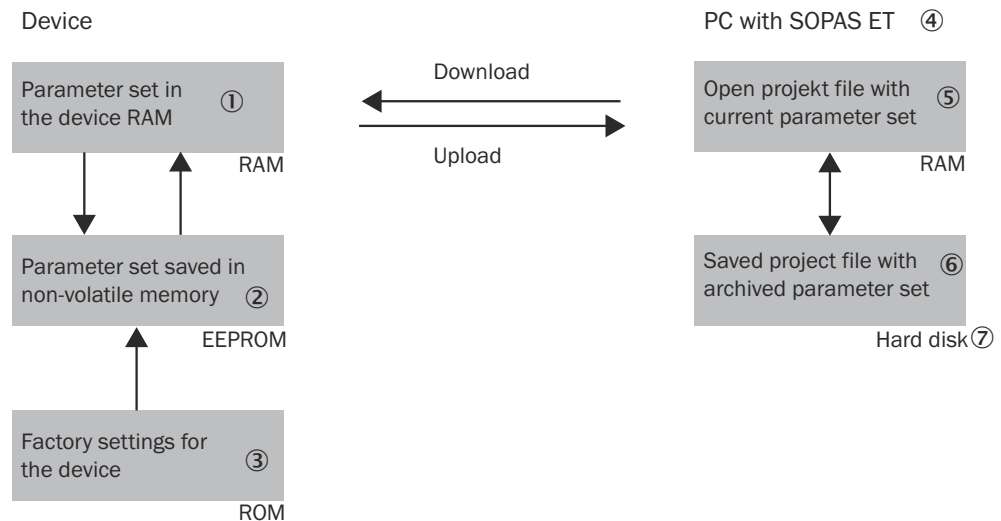 Device
PC with SOPAS ET ④
Parameter set in
the device RAM ①
RAM
Download
Upload
Open projekt file with
current parameter set ⑤
RAM
Parameter set saved in
non-volatile memory ②
EEPROM
Saved project file with ⑥
archived parameter set
Hard disk⑦
Factory settings for
the device ③
ROM